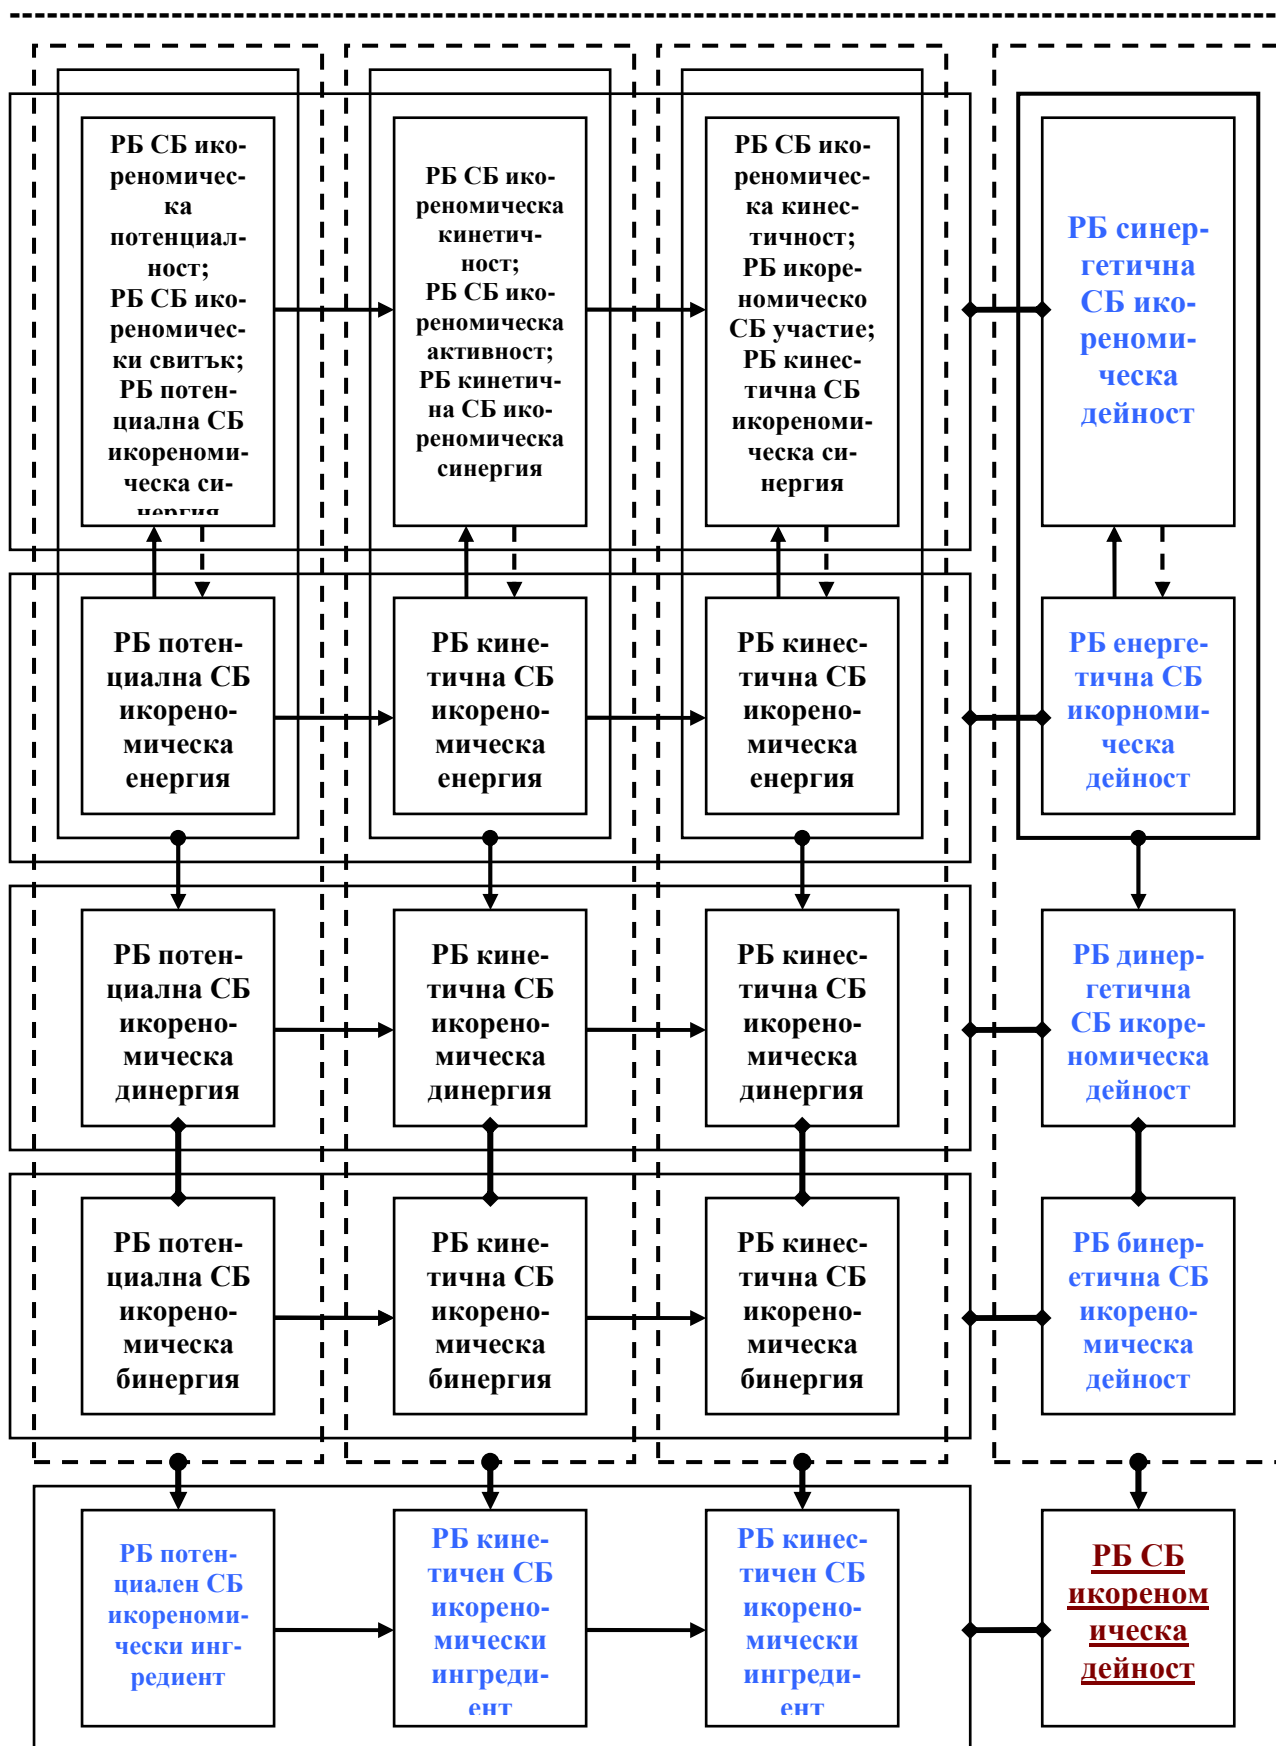 РБ СБ ико-
реномичес-
ка
потенциал-
ност;
РБ СБ ико-
реномичес-
ки свитък;
РБ потен-
циална СБ
икореноми-
ческа си-
нергия
РБ СБ ико-
реномическа
кинетич-
ност;
РБ СБ ико-
реномическа
активност;
РБ кинетич-
на СБ ико-
реномическа
синергия
РБ СБ ико-
реномичес-
ка кинес-
тичност;
РБ икоре-
номическо
СБ участие;
РБ кинес-
тична СБ
икореноми-
ческа си-
нергия
РБ синер-
гетична
СБ ико-
реноми-
ческа
дейност
РБ потен-
циална СБ
икорено-
мическа
енергия
РБ кине-
тична СБ
икорено-
мическа
енергия
РБ кинес-
тична СБ
икорено-
мическа
енергия
РБ енерге-
тична СБ
икорноми-
ческа
дейност
РБ потен-
циална СБ
икорено-
мическа
динергия
РБ кине-
тична СБ
икорено-
мическа
динергия
РБ кинес-
тична СБ
икорено-
мическа
динергия
РБ динер-
гетична
СБ икоре-
номическа
дейност
РБ потен-
циална СБ
икорено-
мическа
бинергия
РБ кине-
тична СБ
икорено-
мическа
бинергия
РБ кинес-
тична СБ
икорено-
мическа
бинергия
РБ бинер-
етична СБ
икорено-
мическа
дейност
РБ потен-
циален СБ
икореноми-
чески инг-
редиент
РБ кине-
тичен СБ
икорено-
мически
ингреди-
ент
РБ кинес-
тичен СБ
икорено-
мически
ингреди-
ент
РБ СБ
икореном
ическа
дейност